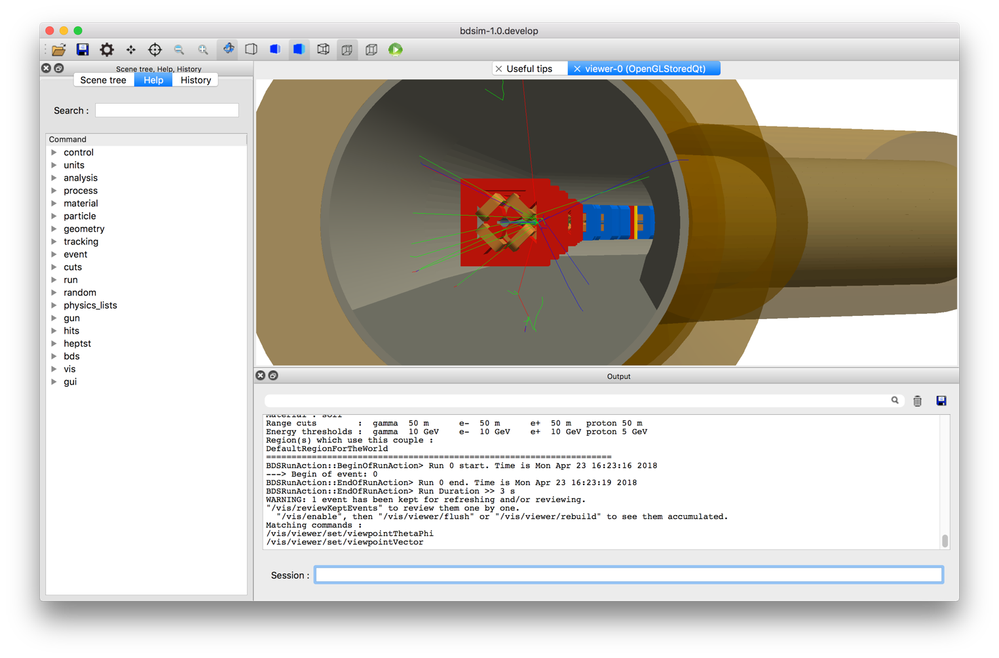 bdsim-1.0.develop
Scene tree, Help, History
Scene tree Help History
Search :
Command
control
units
analysis
process
material
particle
geometry
tracking
event
cuts
run
random
physics_lists
gun
hits
heptst
bds
vis
gui
Useful tips viewer-0 (OpenGLStoredQt)
Output
Material : soil
Range cuts : gamma 50 m e- 50 m e+ 50 m proton 50 m
Energy thresholds : gamma 10 GeV e- 10 GeV e+ 10 GeV proton 5 GeV
Region(s) which use this couple :
DefaultRegionForTheWorld
====================================================================
BDSRunAction::BeginOfRunAction> Run 0 start. Time is Mon Apr 23 16:23:16 2018
---> Begin of event: 0
BDSRunAction::EndOfRunAction> Run 0 end. Time is Mon Apr 23 16:23:19 2018
BDSRunAction::EndOfRunAction> Run Duration >> 3 s
WARNING: 1 event has been kept for refreshing and/or reviewing.
"/vis/reviewKeptEvents" to review them one by one.
"/vis/enable", then "/vis/viewer/flush" or "/vis/viewer/rebuild" to see them accumulated.
Matching commands :
/vis/viewer/set/viewpointThetaPhi
/vis/viewer/set/viewpointVector
Session :